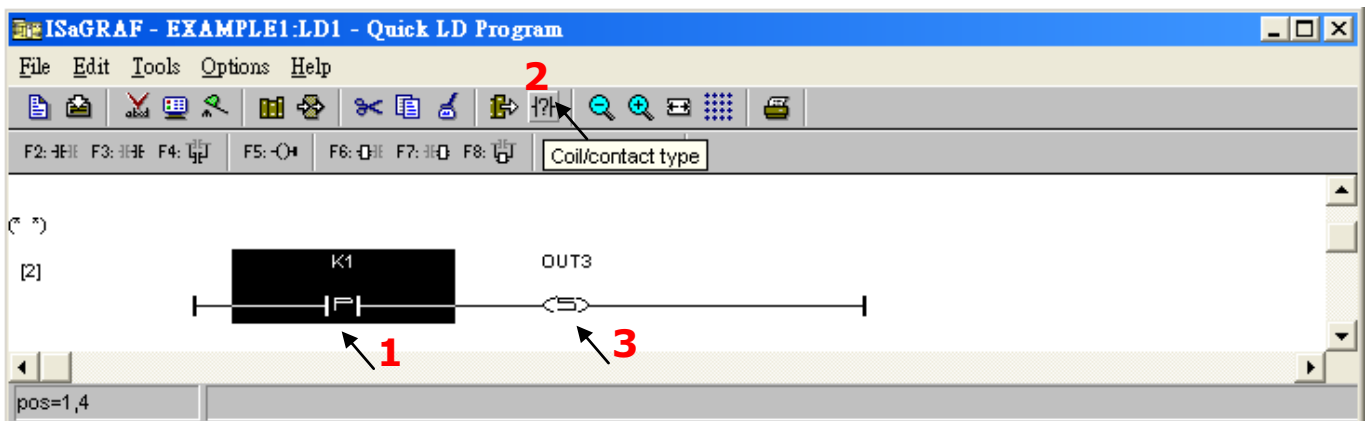 ISaGRAF - EXAMPLE1:LD1 - Quick LD Program
File Edit Tools Options Help
2
abcd
F2: F3: F4: F5: F6: F7: F8:
Coil/contact type
(* *)
[2]
K1 OUT3
P S
1 3
pos=1,4